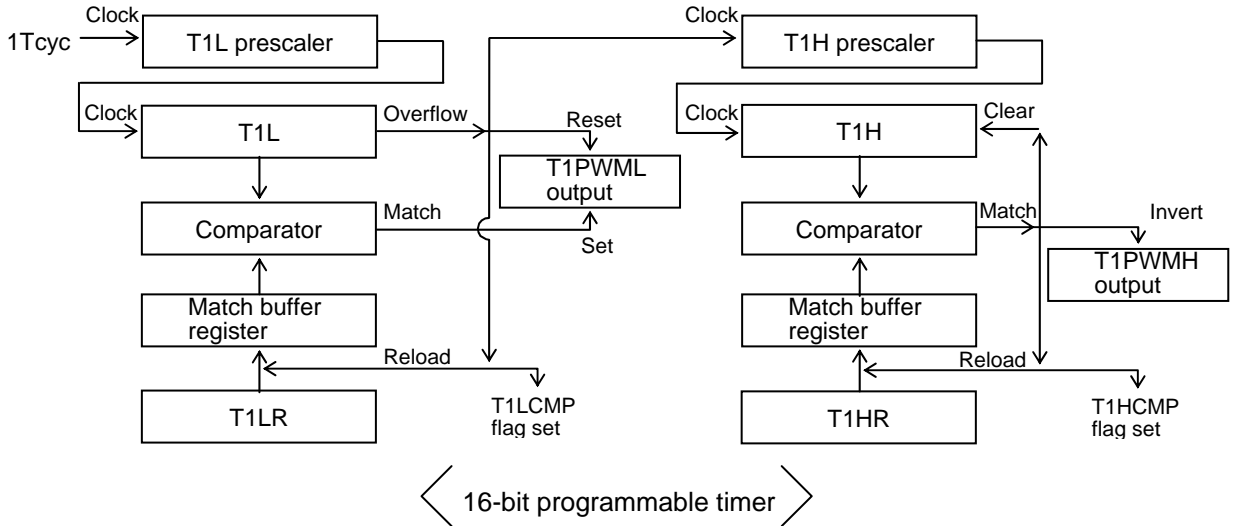 Clock
1Tcyc
T1L prescaler
Clock
T1L
Overflow
Reset
T1PWML
output
Comparator
Match
Set
Match buffer
register
Reload
T1LR
T1LCMP
flag set
Clock
T1H prescaler
Clock
T1H
Clear
Comparator
Match
Invert
T1PWMH
output
Match buffer
register
Reload
T1HR
T1HCMP
flag set
16-bit programmable timer